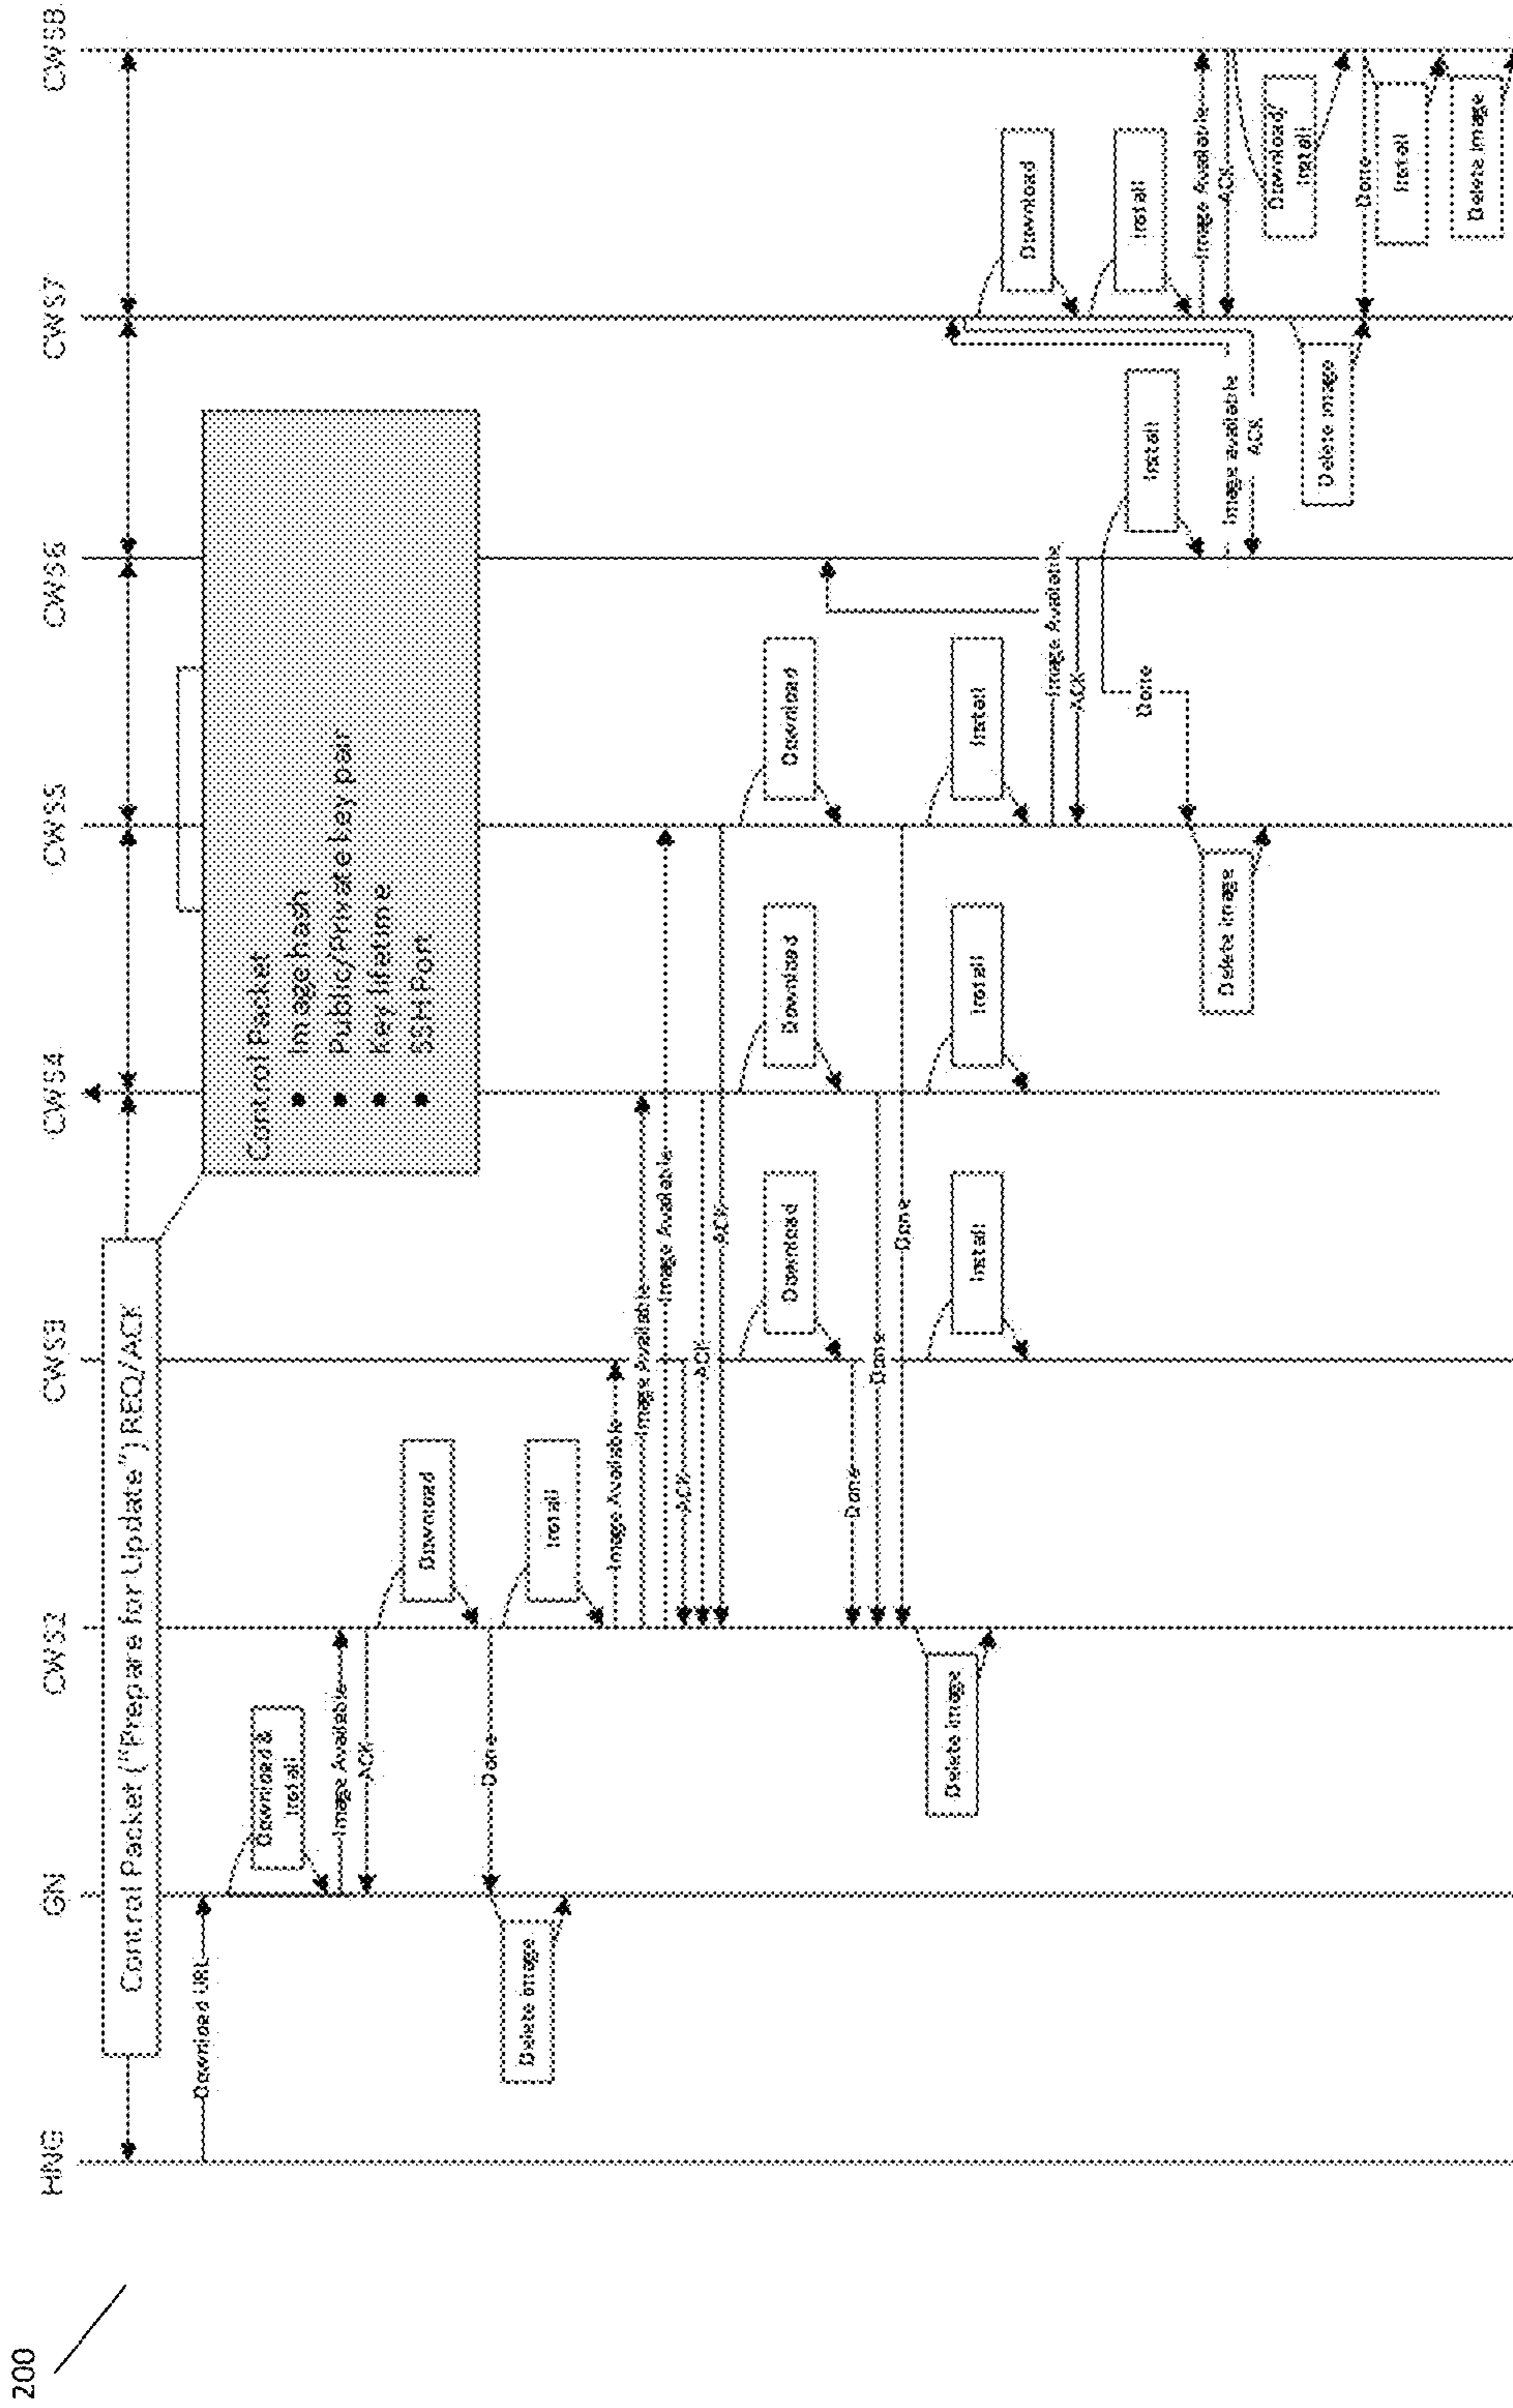 200
HNG
GN
CWS2
CWS3
CWS4
CWS5
CWS6
CWS7
CWS8
Control Packet ("Prepare for Update") REQ/ACK
Control Packet
Image hash
Public/Private key pair
Key lifetime
SSH Port
Download URL
Download &
Install
Image Available
ACK
Download
Done
Install
Delete image
Image Available
Image Available
Image Available
ACK
ACK
ACK
Download
Download
Download
Done
Done
Done
Delete image
Install
Install
Install
Image Available
ACK
Done
Delete image
Install
Download
Install
Image available
ACK
Image Available
ACK
Download/
Install
Delete image
Done
Install
Delete image